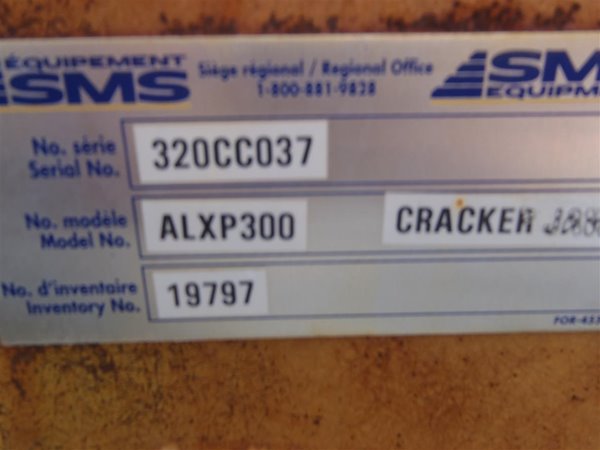 ÉQUIPEMENT
SMS
Siège régional / Regional Office
1-800-881-9838
SM
EQUIPM
No. série
Serial No.
320CC037
No. modèle
Model No.
ALXP300
CRACKER
No. d'inventaire
Inventory No.
19797